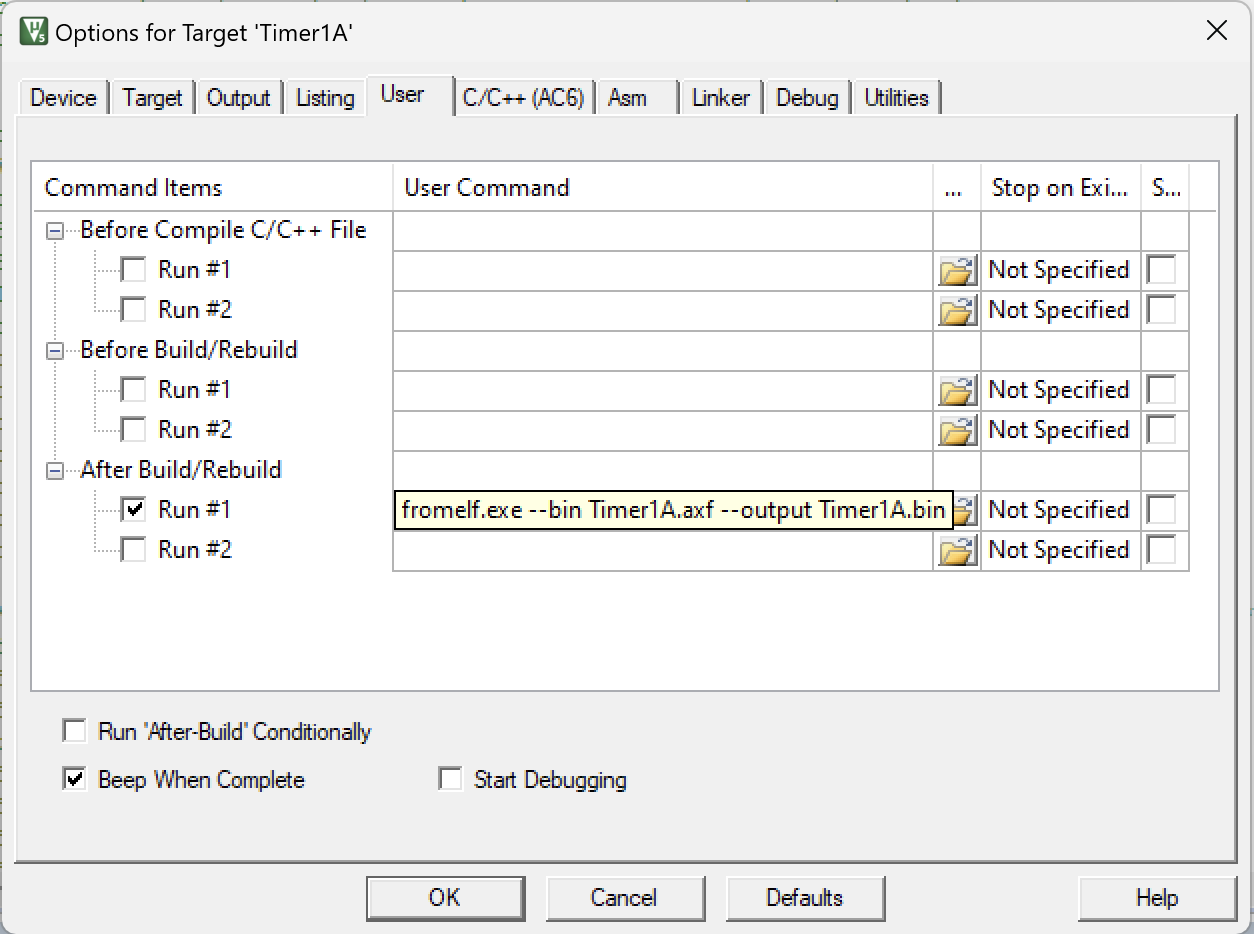 Options for Target 'Timer1A'
Device Target Output Listing User C/C++ (AC6) Asm Linker Debug Utilities
Command Items User Command ... Stop on Exi... S...
Before Compile C/C++ File
Run #1 Not Specified
Run #2 Not Specified
Before Build/Rebuild
Run #1 Not Specified
Run #2 Not Specified
After Build/Rebuild
Run #1 fromelf.exe --bin Timer1A.axf --output Timer1A.bin Not Specified
Run #2 Not Specified
Run 'After-Build' Conditionally
Beep When Complete Start Debugging
OK Cancel Defaults Help